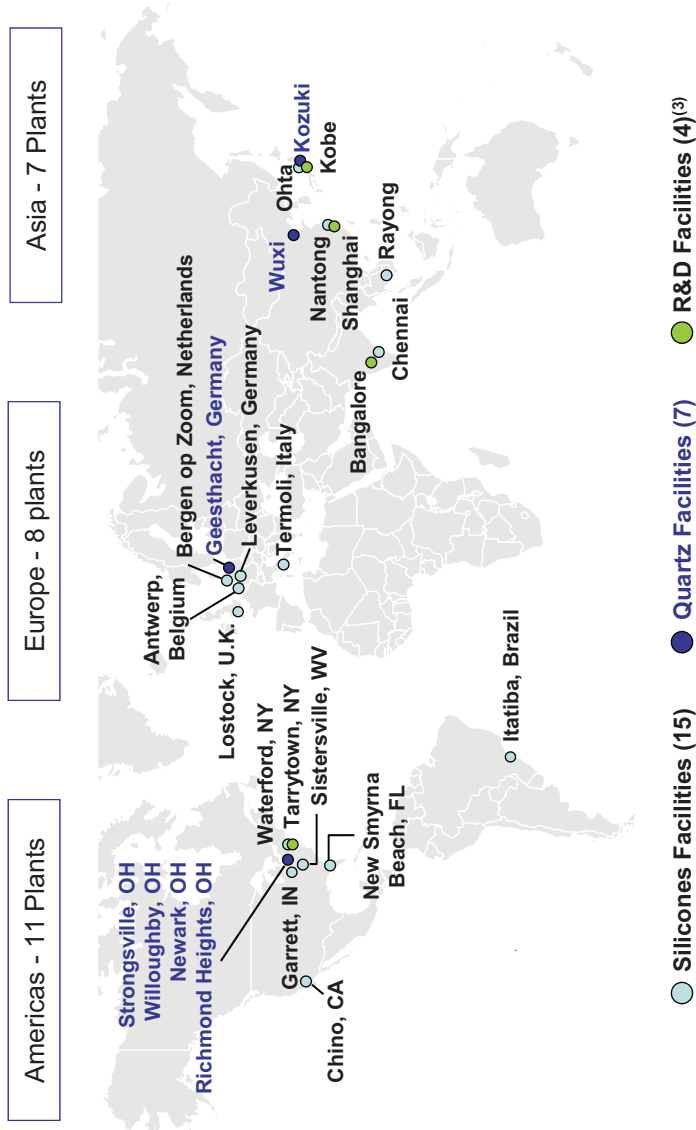 Americas - 11 Plants
Europe - 8 plants
Asia - 7 Plants
Strongsville, OH
Willoughby, OH
Newark, OH
Richmond Heights, OH
Garrett, IN
Chino, CA
Waterford, NY
Tarrytown, NY
Sistersville, WV
New Smyrna
Beach, FL
Itatiba, Brazil
Lostock, U.K.
Antwerp,
Belgium
Bergen op Zoom, Netherlands
Geesthacht, Germany
Leverkusen, Germany
Termoli, Italy
Wuxi
Ohta
Kozuki
Kobe
Nantong
Shanghai
Rayong
Bangalore
Chennai
Silicones Facilities (15)
Quartz Facilities (7)
R&D Facilities (4)(3)